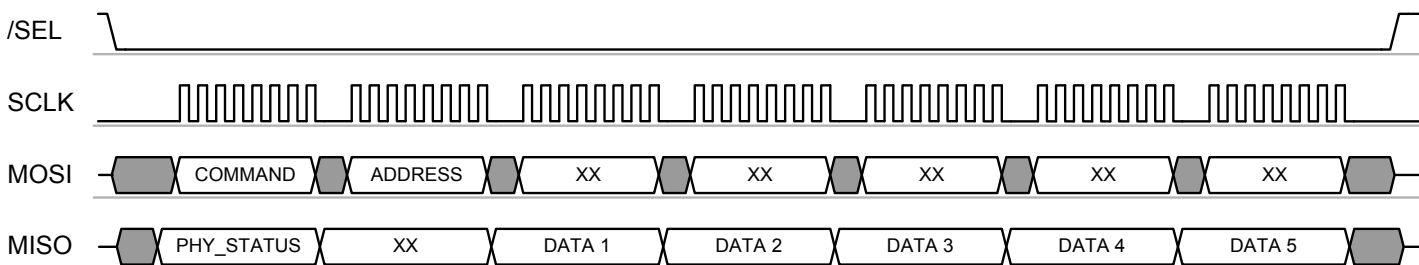 /SEL
SCLK
MOSI COMMAND ADDRESS XX XX XX XX XX
MISO PHY_STATUS XX DATA 1 DATA 2 DATA 3 DATA 4 DATA 5